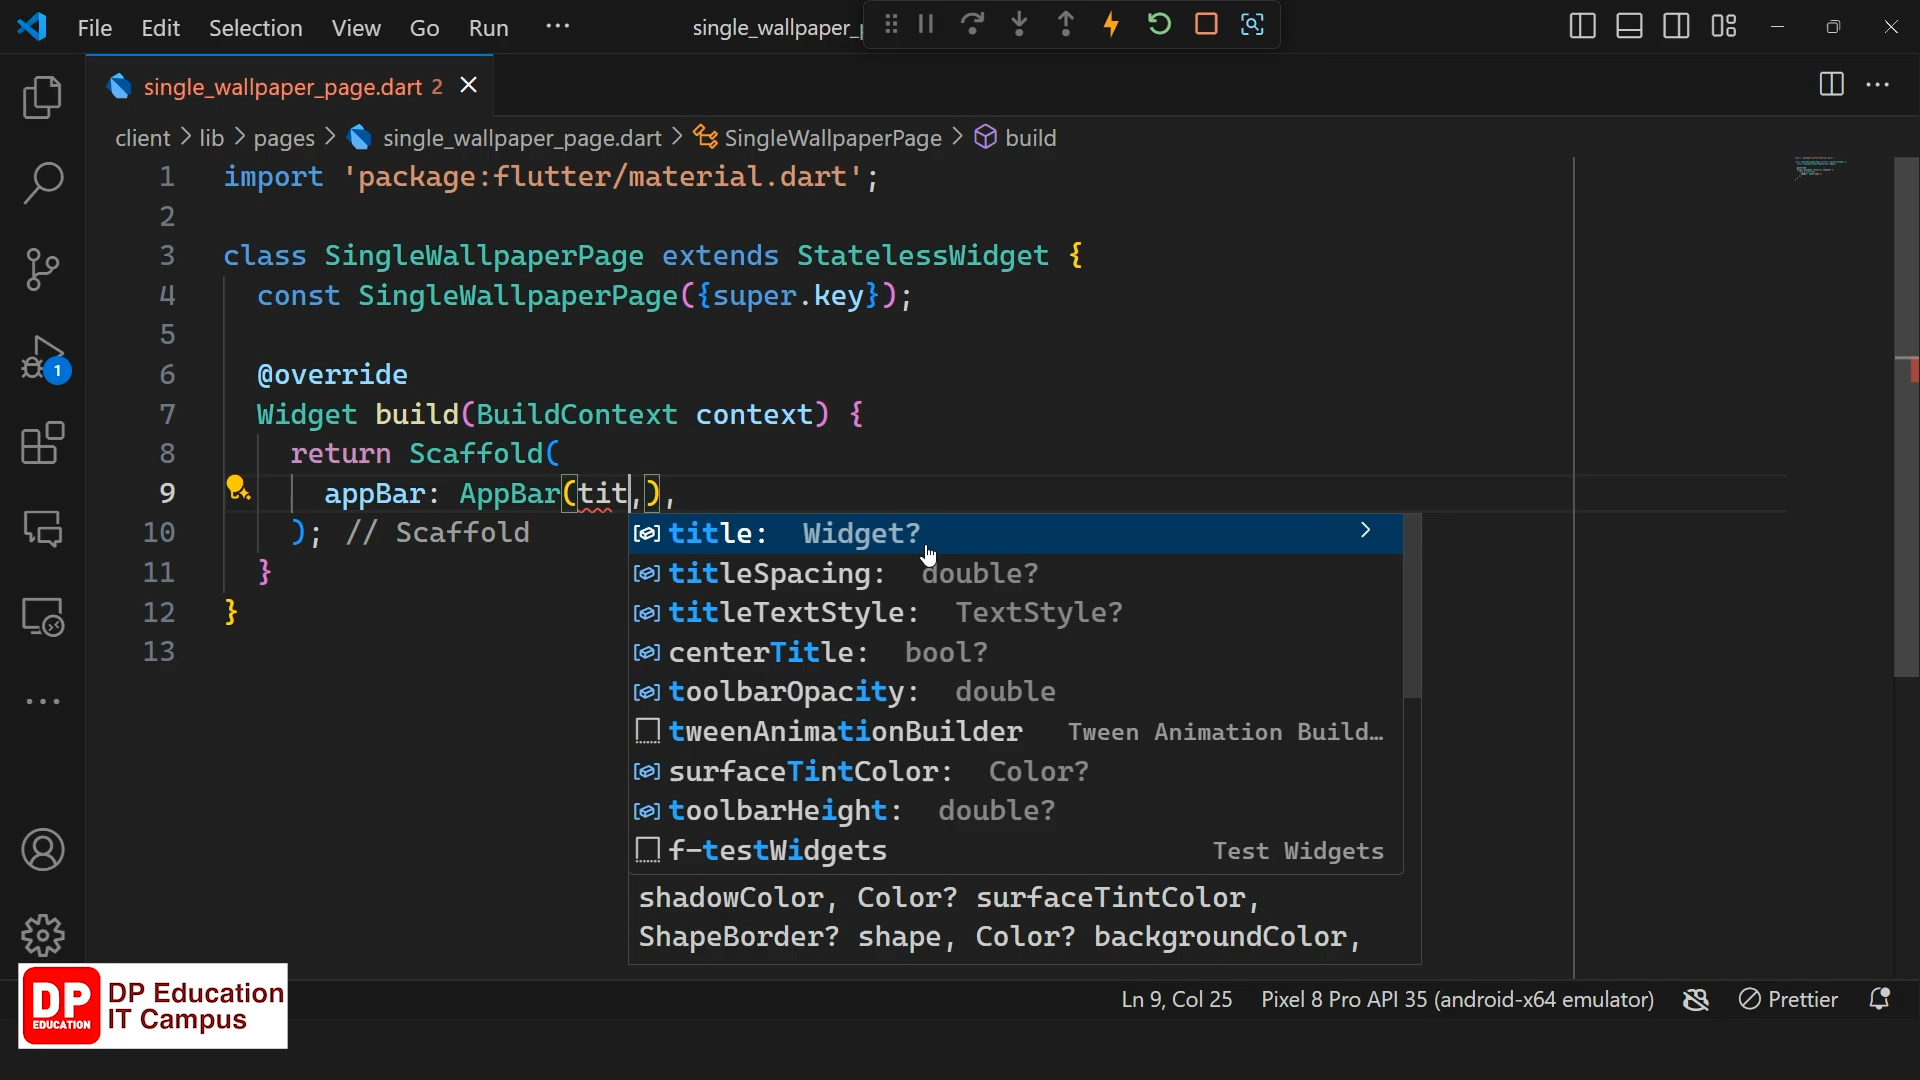 File Edit Selection View Go Run ...
single_wallpaper_
single_wallpaper_page.dart 2
client > lib > pages > single_wallpaper_page.dart > SingleWallpaperPage > build
1 import 'package:flutter/material.dart';
2
3 class SingleWallpaperPage extends StatelessWidget {
4 const SingleWallpaperPage({super.key});
5
6 @override
7 Widget build(BuildContext context) {
8 return Scaffold(
9 appBar: AppBar(tit,),
10 ); // Scaffold
11 }
12 }
13
title: Widget?
titleSpacing: double?
titleTextStyle: TextStyle?
centerTitle: bool?
toolbarOpacity: double
tweenAnimationBuilder Tween Animation Build...
surfaceTintColor: Color?
toolbarHeight: double?
f-testWidgets Test Widgets
shadowColor, Color? surfaceTintColor,
ShapeBorder? shape, Color? backgroundColor,
1
DP EDUCATION
DP Education
IT Campus
Ln 9, Col 25 Pixel 8 Pro API 35 (android-x64 emulator) Prettier